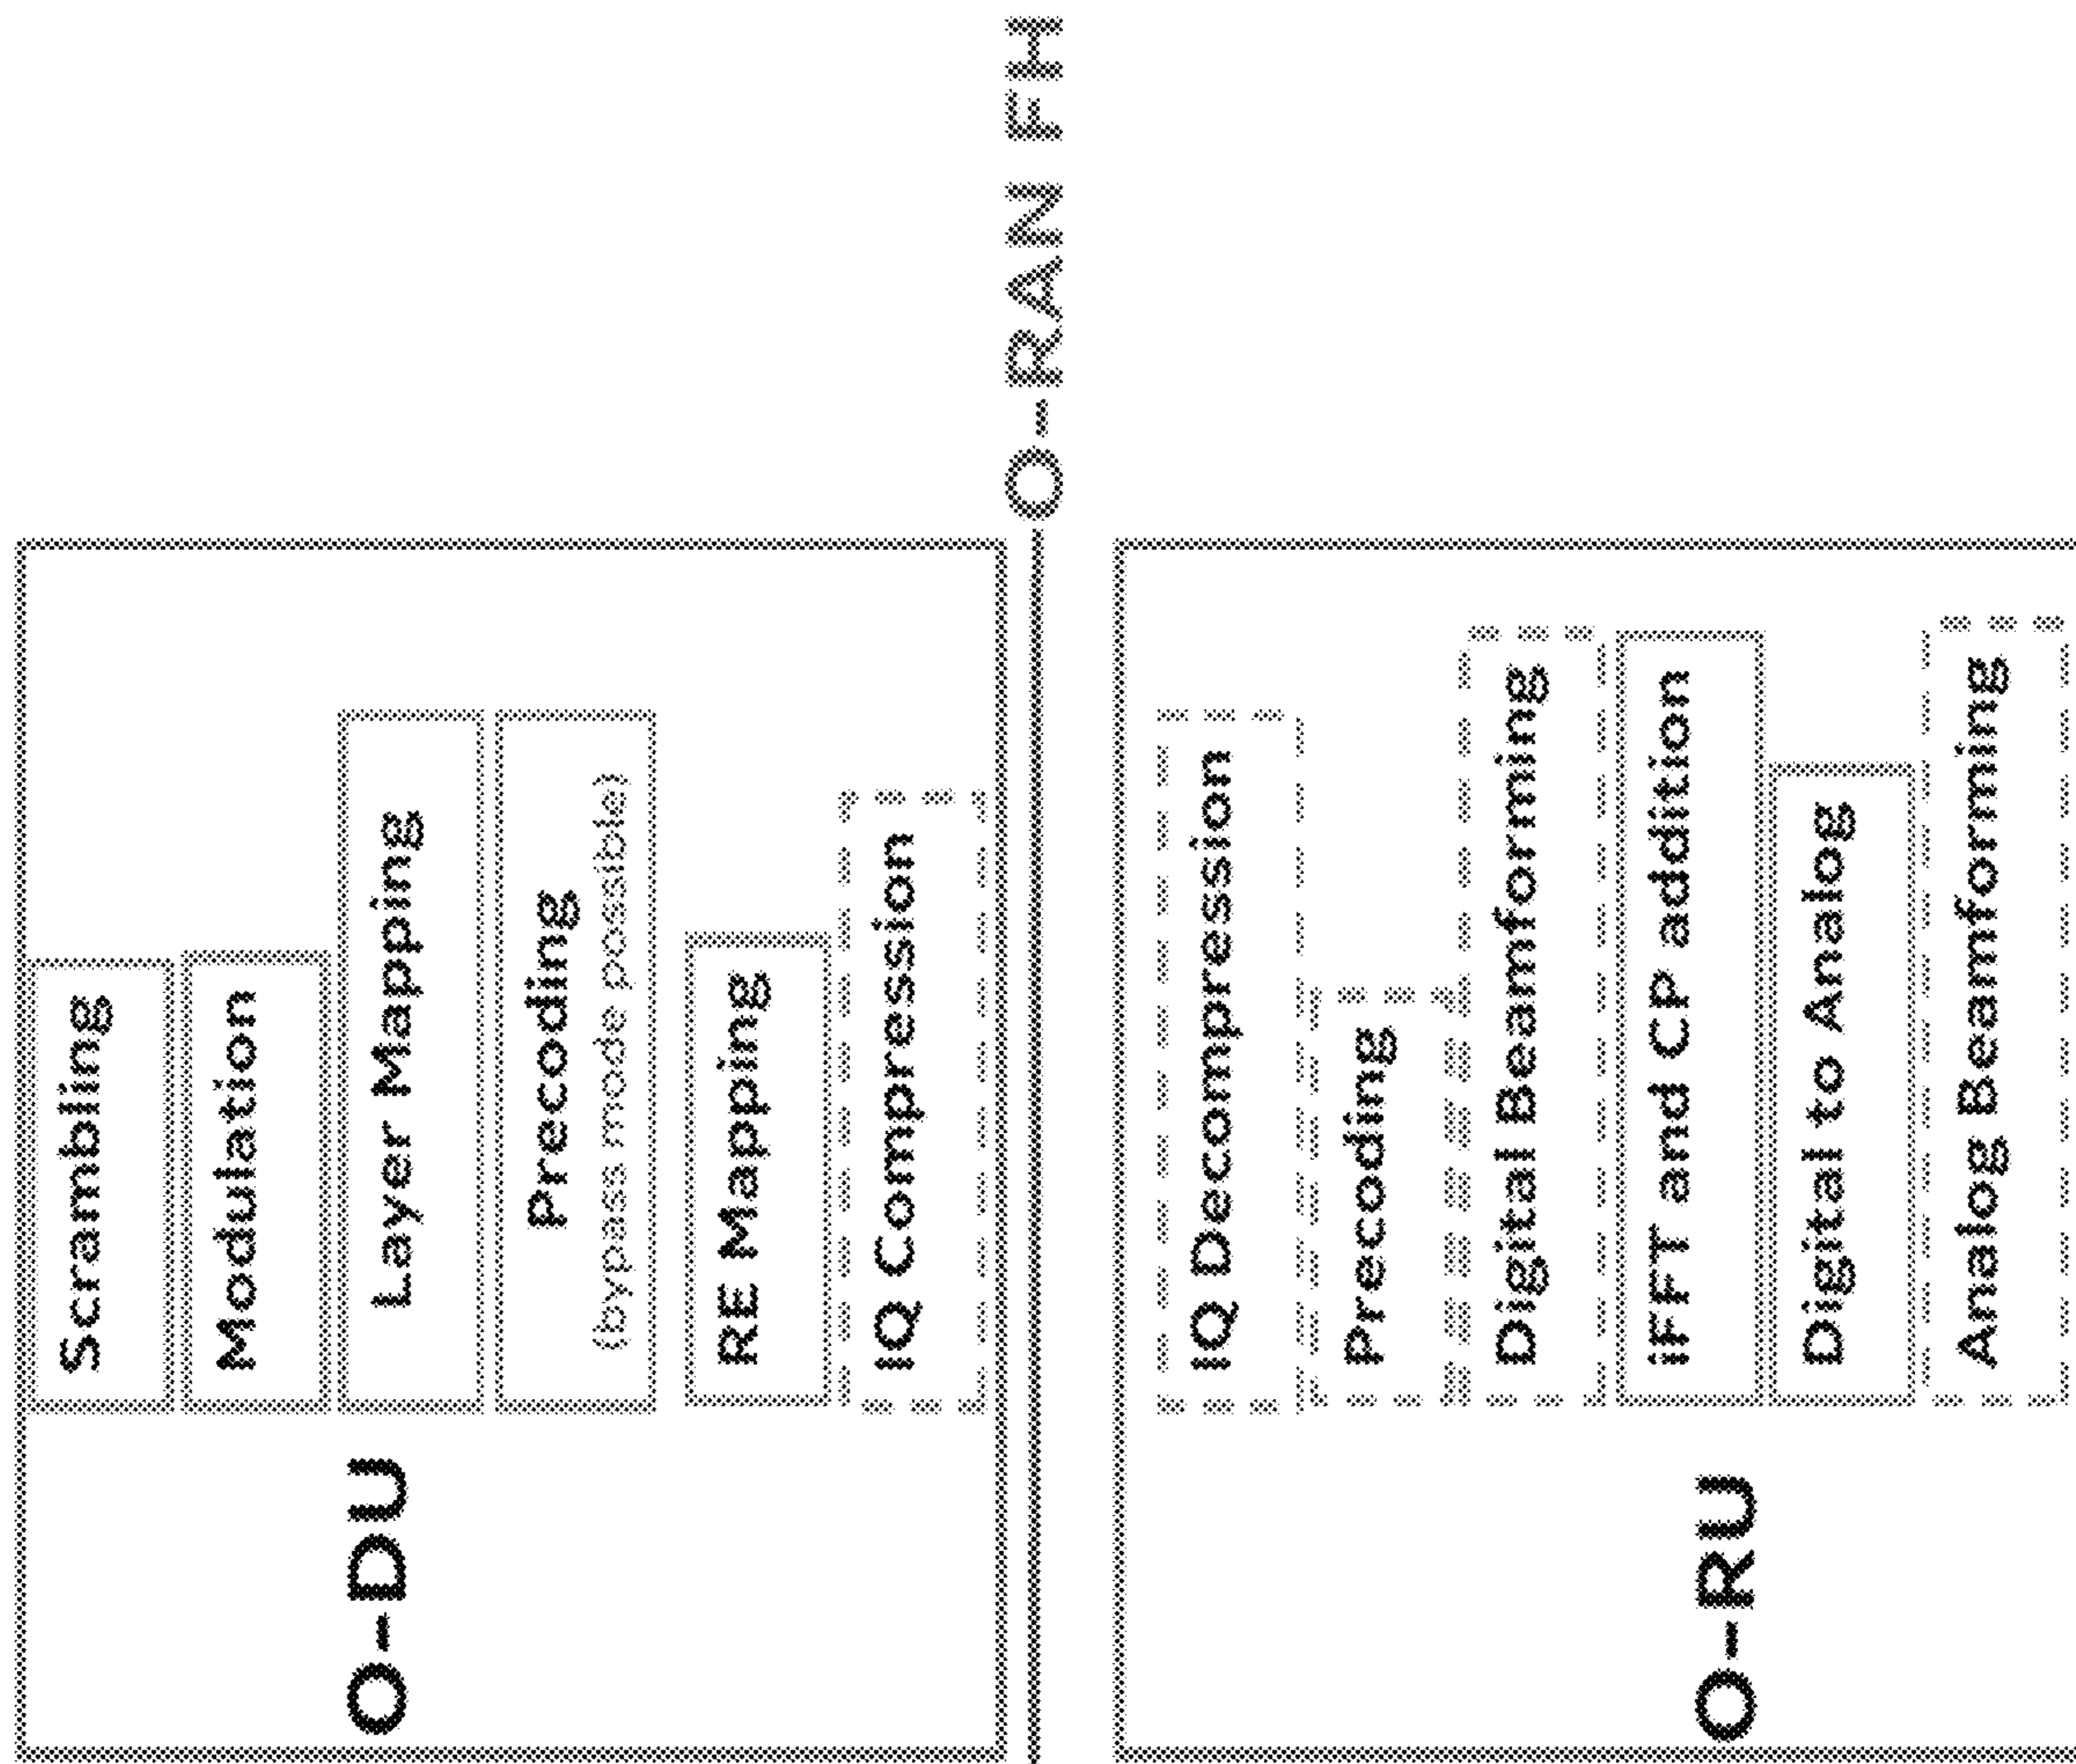 O-DU
Scrambling
Modulation
Layer Mapping
Precoding
(bypass mode possible)
RE Mapping
IQ Compression
O-RAN FH
O-RU
IQ Decompression
Precoding
Digital Beamforming
iFFT and CP addition
Digital to Analog
Analog Beamforming